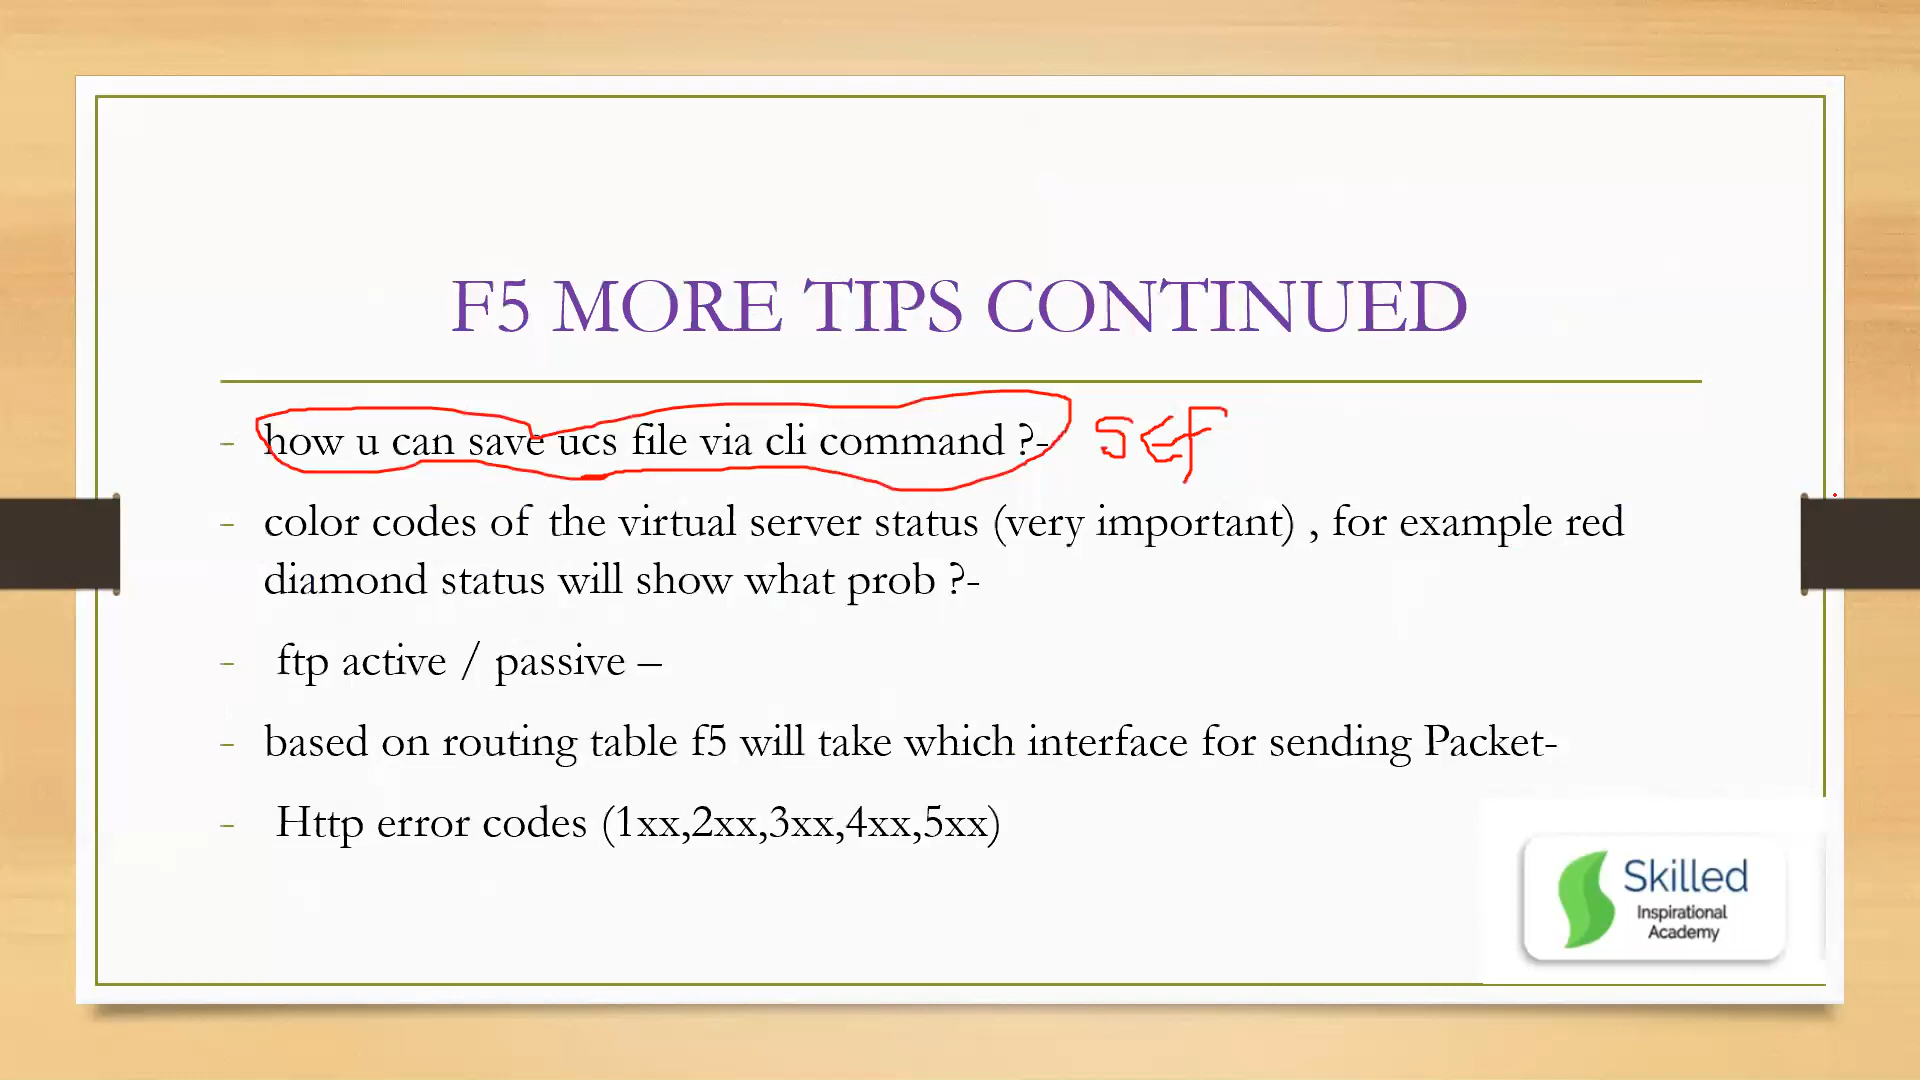 F5 MORE TIPS CONTINUED
- how u can save ucs file via cli command ?-
- color codes of the virtual server status (very important) , for example red
diamond status will show what prob ?-
- ftp active / passive –
- based on routing table f5 will take which interface for sending Packet-
- Http error codes (1xx,2xx,3xx,4xx,5xx)
Skilled
Inspirational
Academy